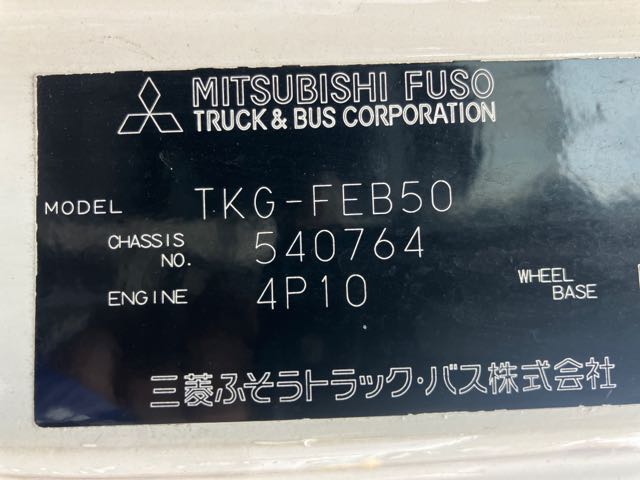 MITSUBISHI FUSO
TRUCK & BUS CORPORATION
MODEL TKG-FEB50
CHASSIS NO. 540764
ENGINE 4P10 WHEEL BASE
三菱ふそうトラック・バス株式会社